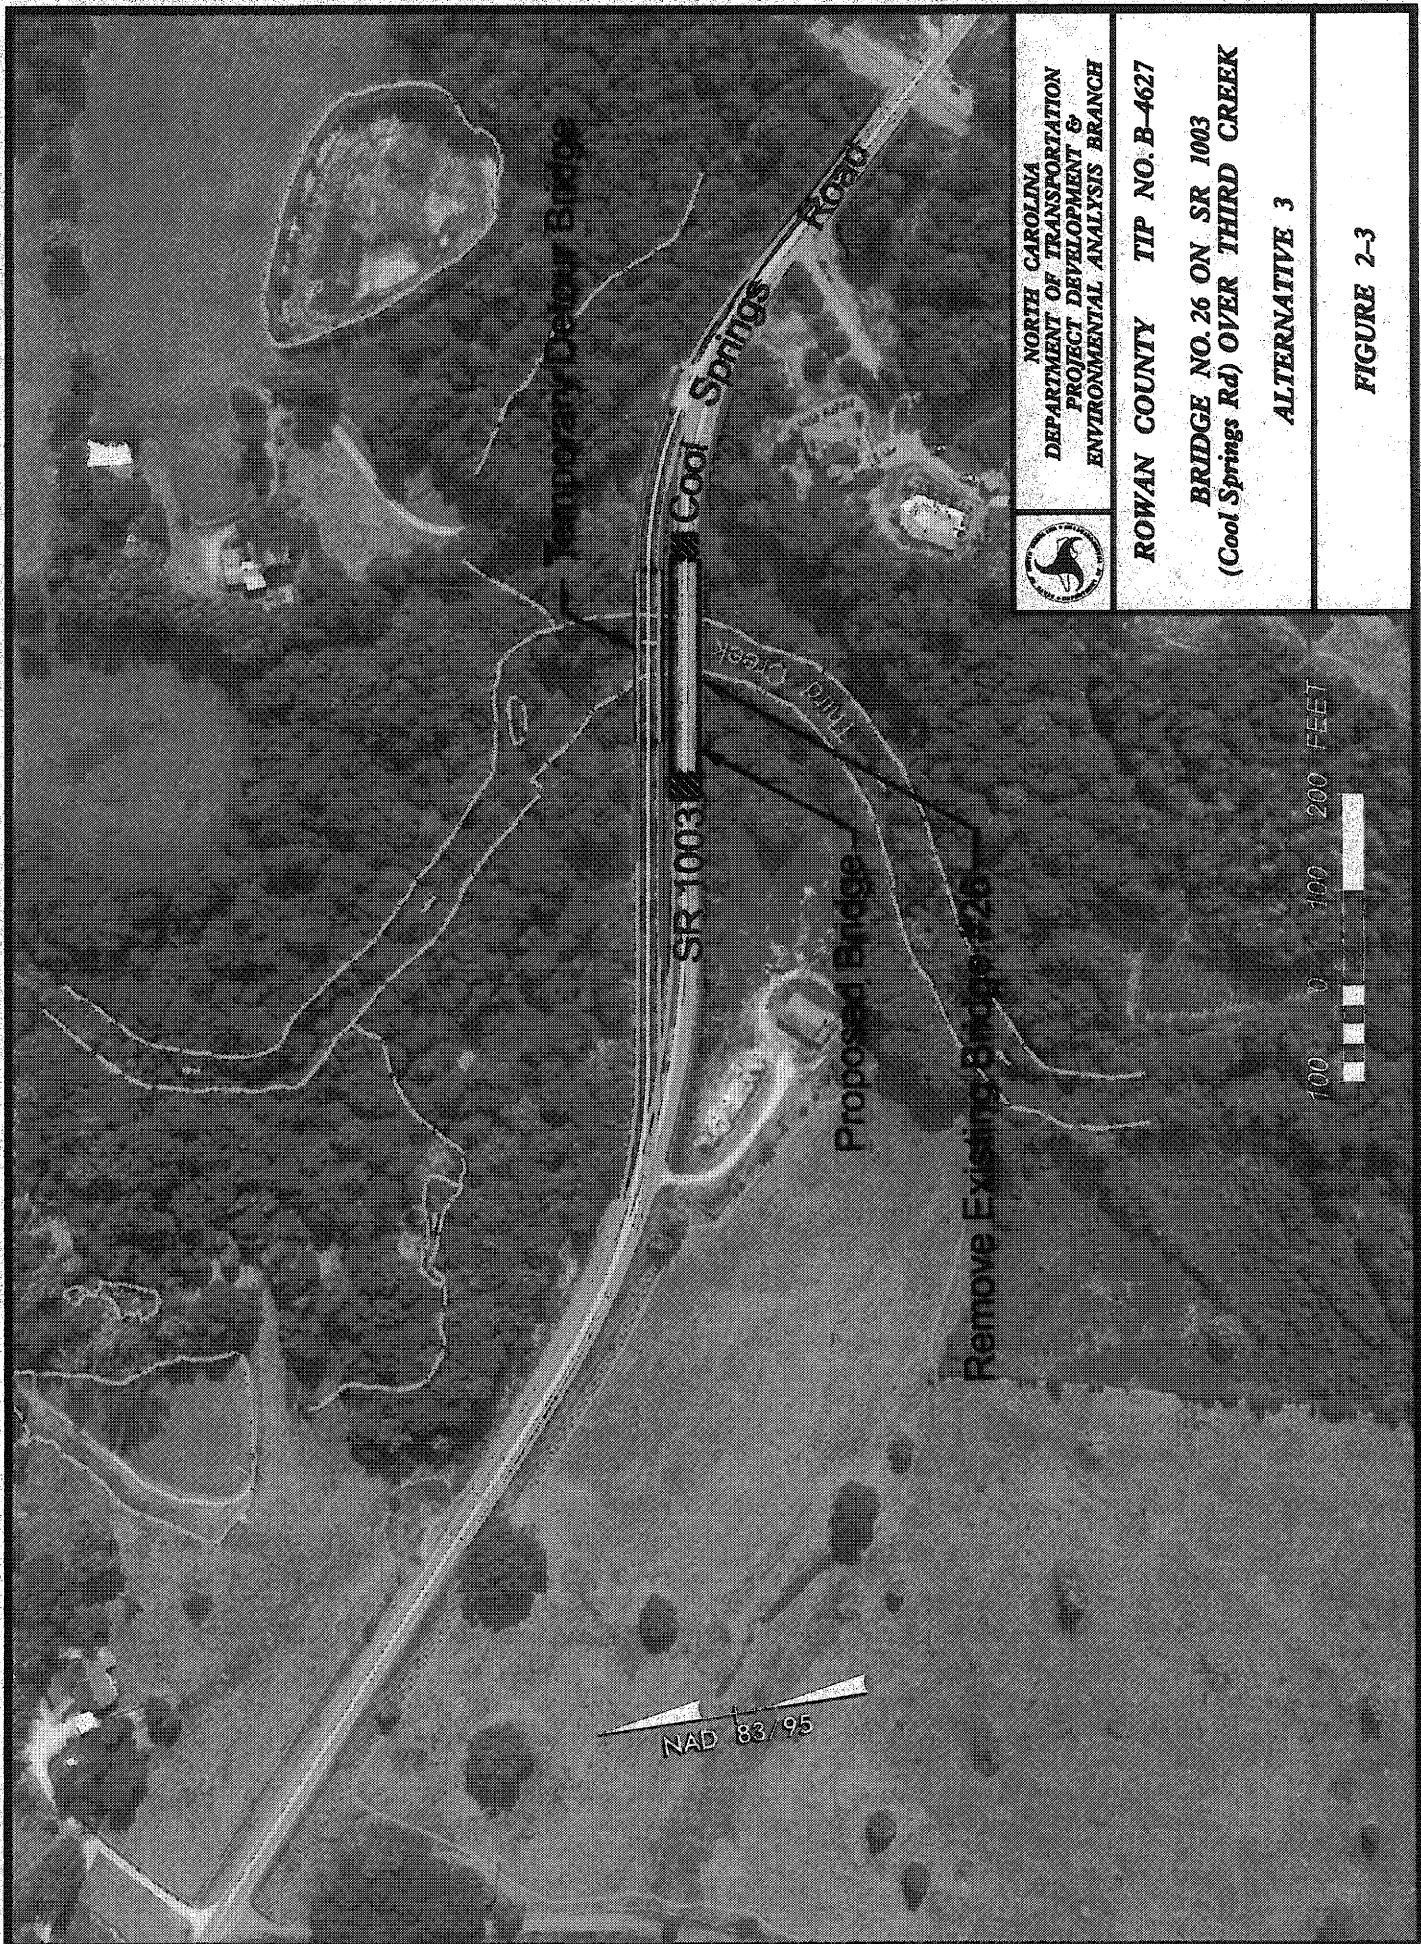 Temporary Detour Bridge
SR 1003
Cool Springs Road
Third Creek
Proposed Bridge
Remove Existing Bridge #26
NAD 83/95
100 0 100 200 FEET
NORTH CAROLINA
DEPARTMENT OF TRANSPORTATION
PROJECT DEVELOPMENT &
ENVIRONMENTAL ANALYSIS BRANCH
ROWAN COUNTY TIP NO. B-4627
BRIDGE NO. 26 ON SR 1003
(Cool Springs Rd) OVER THIRD CREEK
ALTERNATIVE 3
FIGURE 2-3